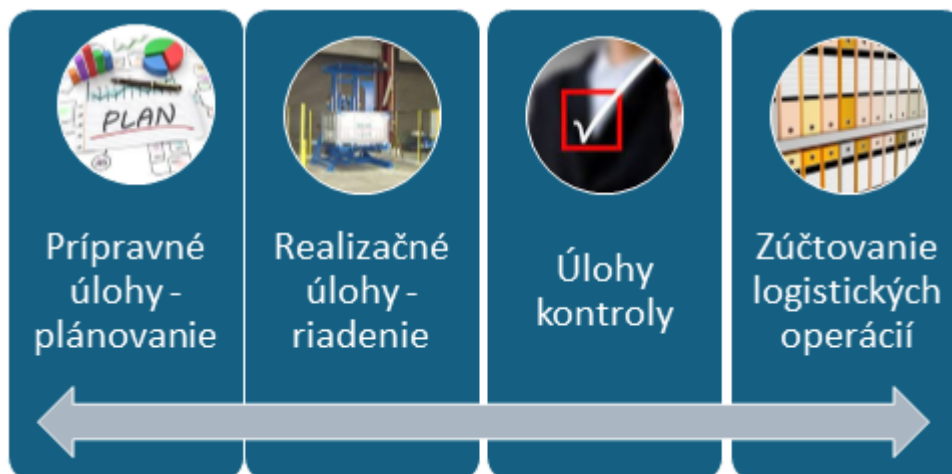 PLAN
Prípravné
úlohy -
plánovanie
Realizačné
úlohy -
riadenie
Úlohy
kontroly
Zúčtovanie
logistických
operácií